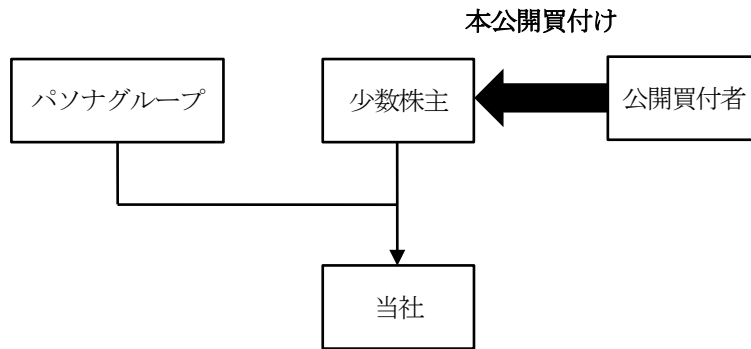 本公開買付け
パソナグループ
少数株主
公開買付者
当社